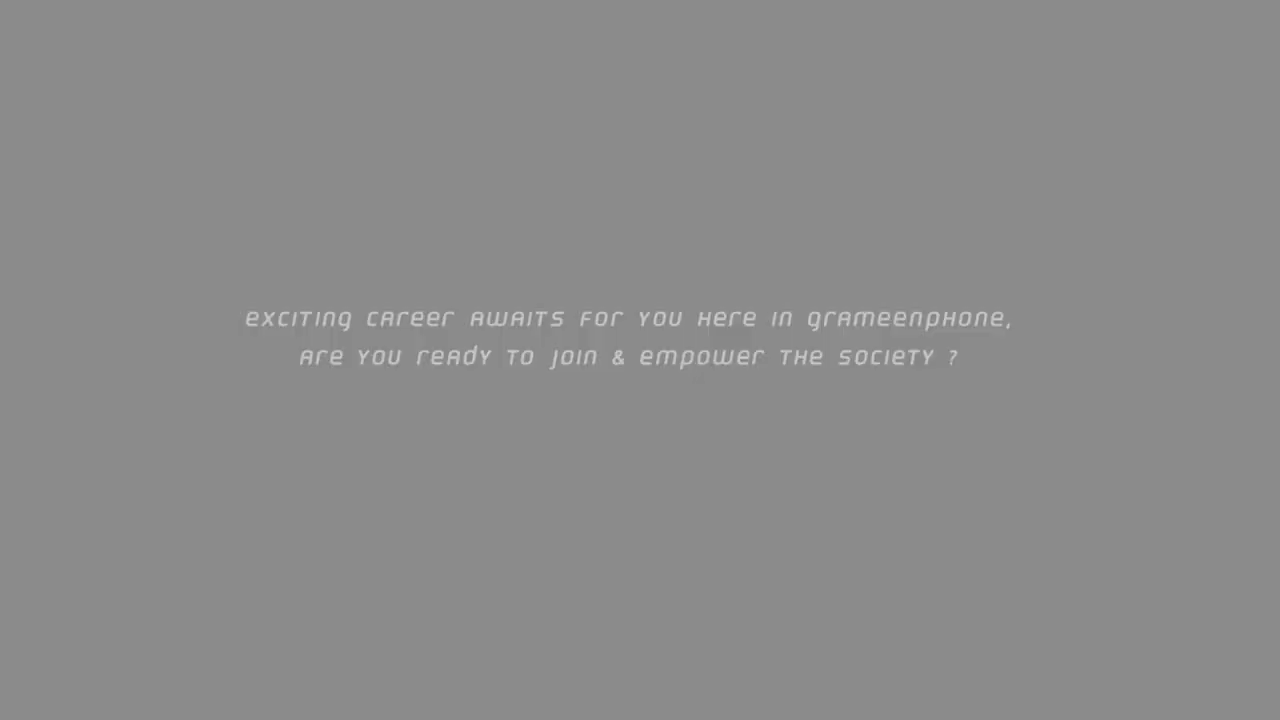 exciting career awaits for you here in grameenphone,
are you ready to join & empower the society ?